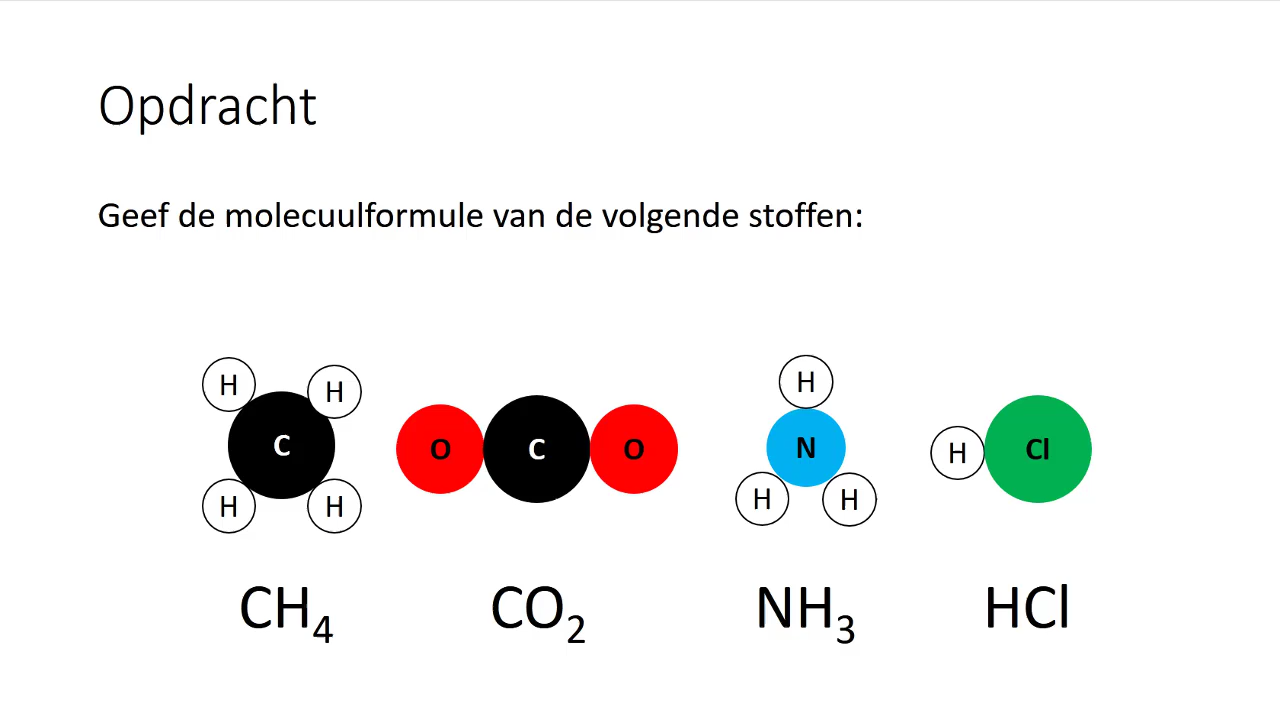 Opdracht
Geef de molecuulformule van de volgende stoffen:
H H H
C O C O N H Cl
H H H H
CH₄ CO₂ NH₃ HCl